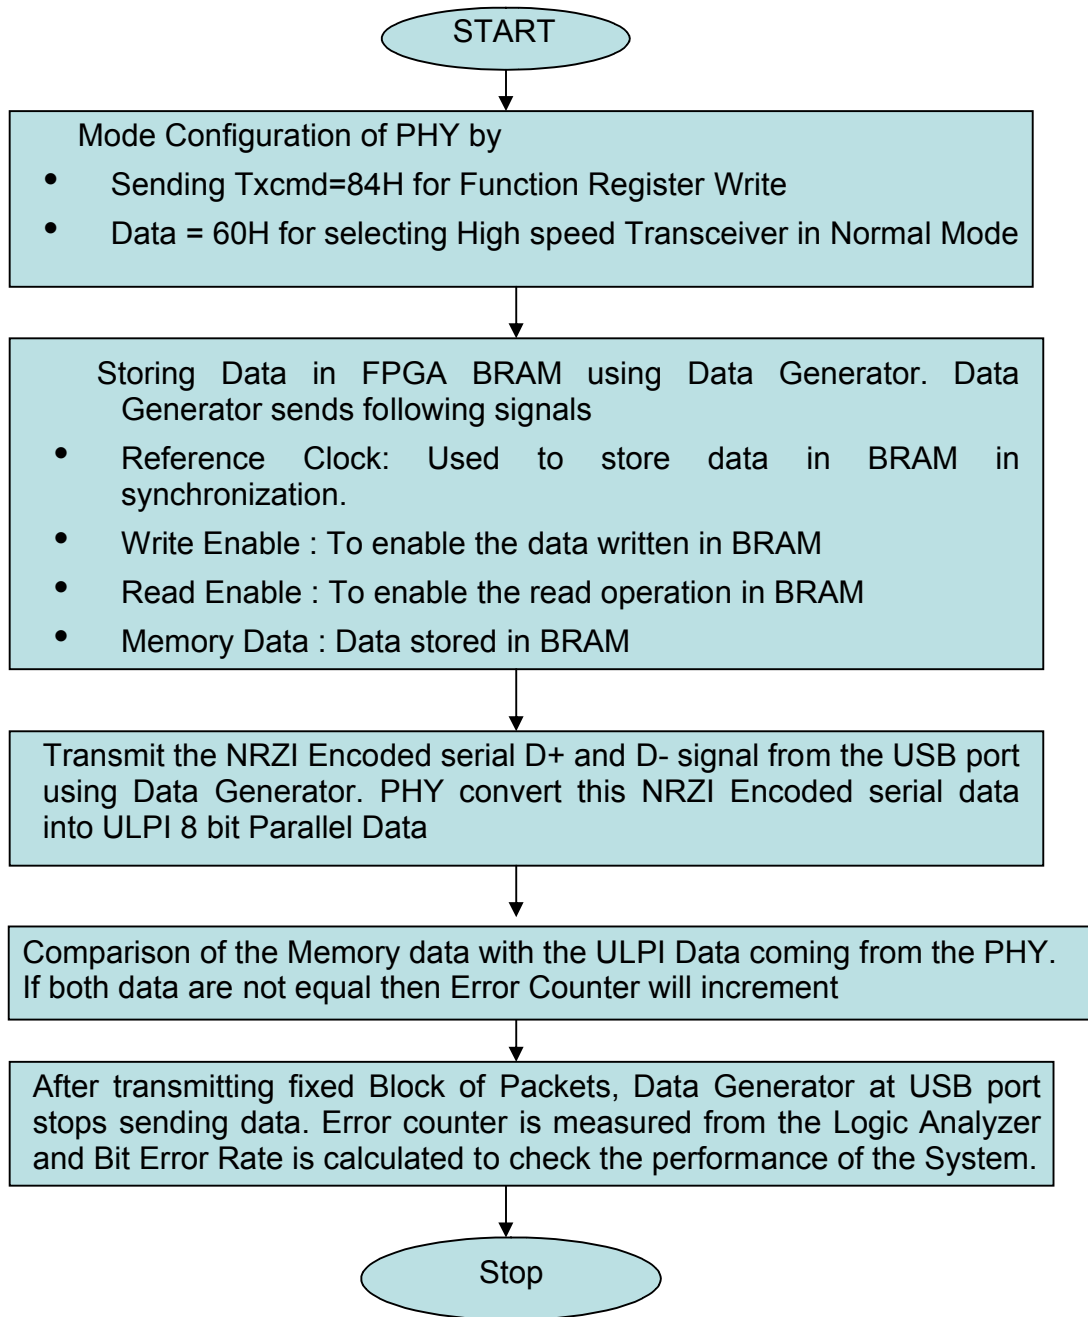 START
Mode Configuration of PHY by
• Sending Txcmd=84H for Function Register Write
• Data = 60H for selecting High speed Transceiver in Normal Mode
Storing Data in FPGA BRAM using Data Generator. Data
Generator sends following signals
• Reference Clock: Used to store data in BRAM in
synchronization.
• Write Enable : To enable the data written in BRAM
• Read Enable : To enable the read operation in BRAM
• Memory Data : Data stored in BRAM
Transmit the NRZI Encoded serial D+ and D- signal from the USB port
using Data Generator. PHY convert this NRZI Encoded serial data
into ULPI 8 bit Parallel Data
Comparison of the Memory data with the ULPI Data coming from the PHY.
If both data are not equal then Error Counter will increment
After transmitting fixed Block of Packets, Data Generator at USB port
stops sending data. Error counter is measured from the Logic Analyzer
and Bit Error Rate is calculated to check the performance of the System.
Stop